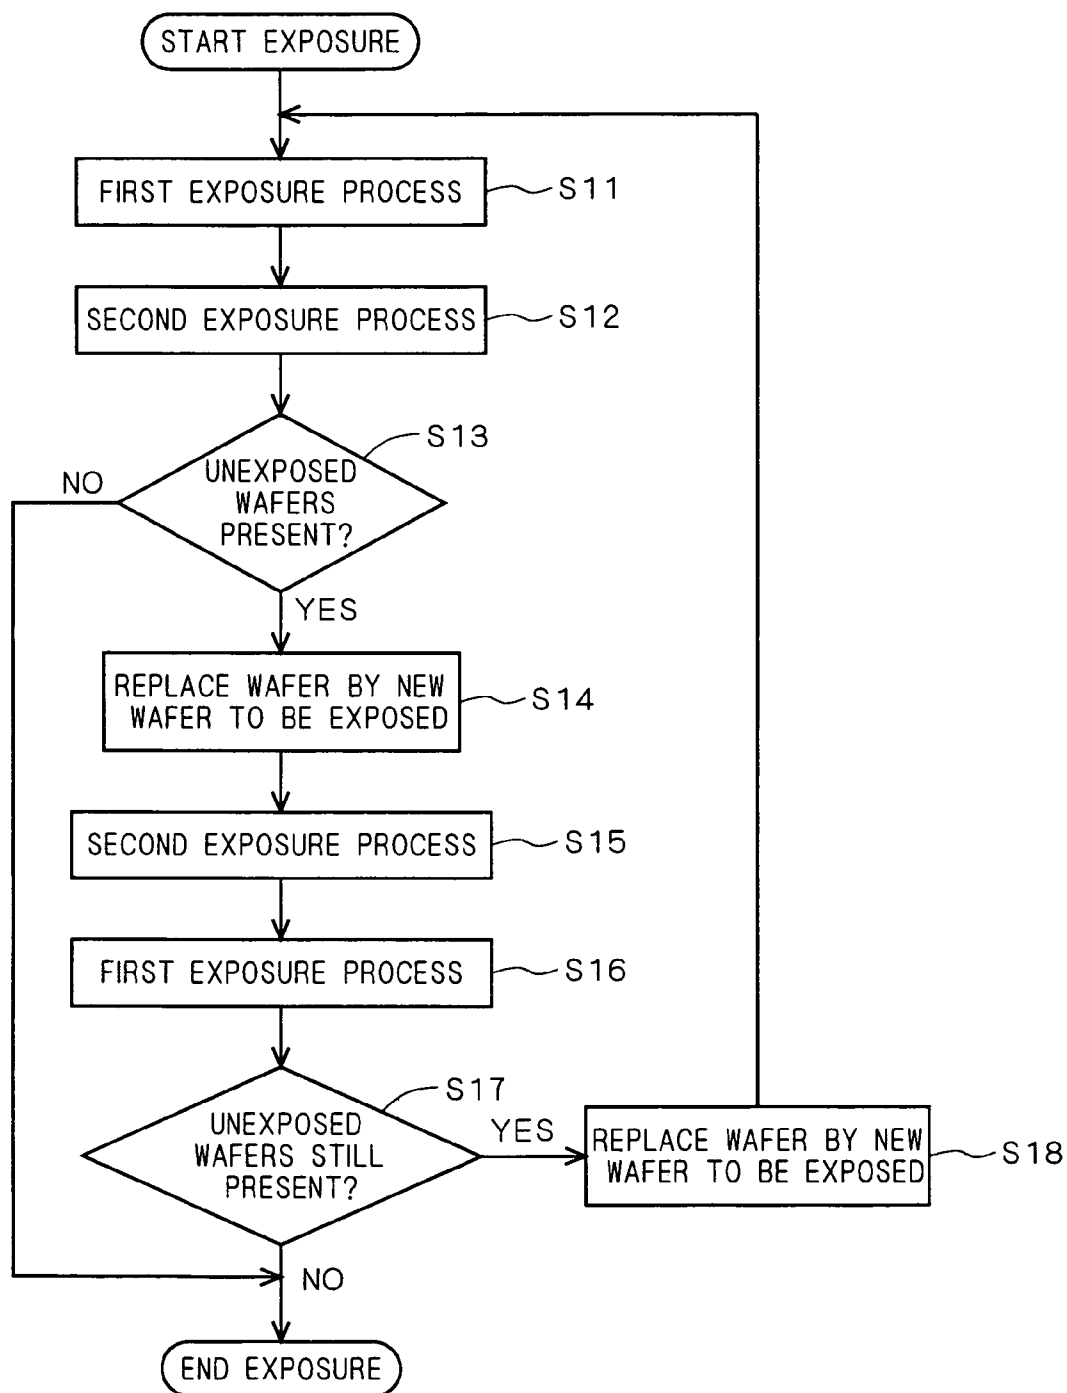 START EXPOSURE
FIRST EXPOSURE PROCESS
S11
SECOND EXPOSURE PROCESS
S12
S13
UNEXPOSED
WAFERS
PRESENT?
NO
YES
REPLACE WAFER BY NEW
WAFER TO BE EXPOSED
S14
SECOND EXPOSURE PROCESS
S15
FIRST EXPOSURE PROCESS
S16
S17
UNEXPOSED
WAFERS STILL
PRESENT?
YES
REPLACE WAFER BY NEW
WAFER TO BE EXPOSED
S18
NO
END EXPOSURE